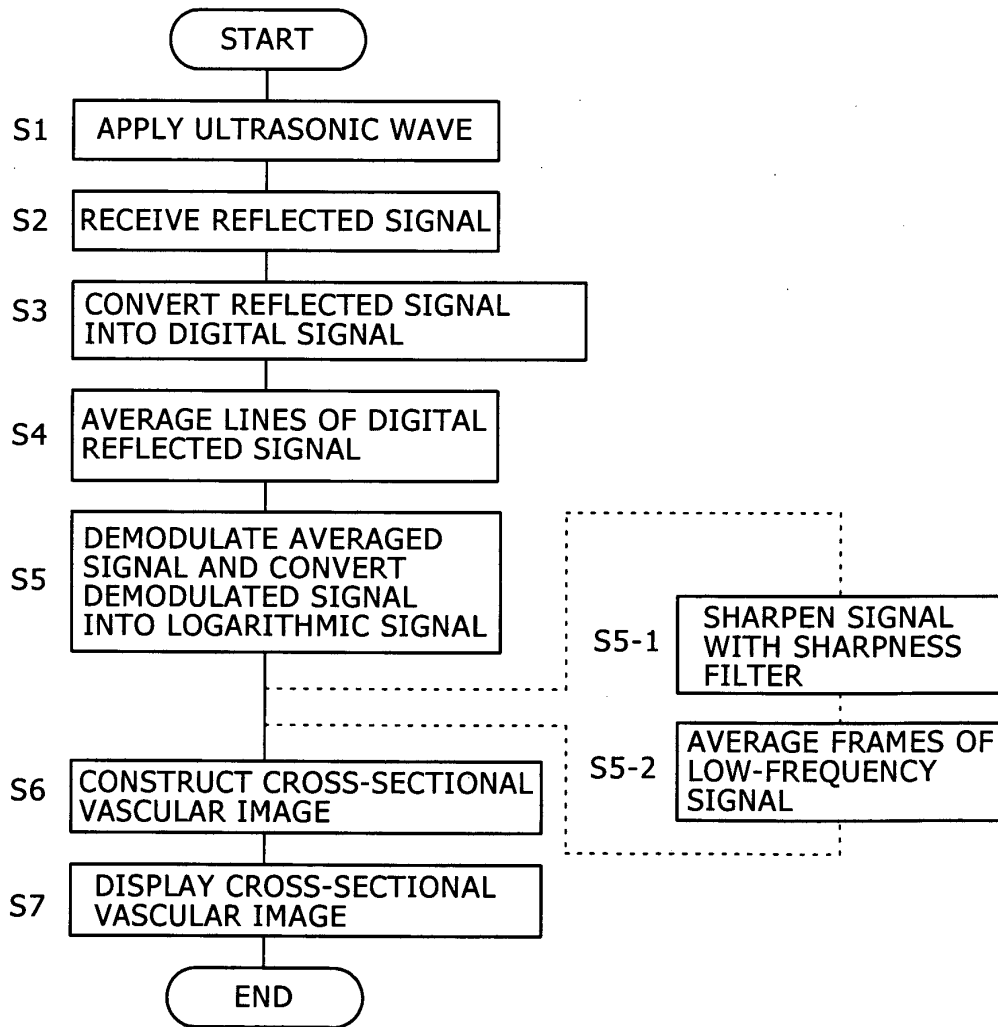 START
S1
APPLY ULTRASONIC WAVE
S2
RECEIVE REFLECTED SIGNAL
S3
CONVERT REFLECTED SIGNAL
INTO DIGITAL SIGNAL
S4
AVERAGE LINES OF DIGITAL
REFLECTED SIGNAL
S5
DEMODULATE AVERAGED
SIGNAL AND CONVERT
DEMODULATED SIGNAL
INTO LOGARITHMIC SIGNAL
S5-1
SHARPEN SIGNAL
WITH SHARPNESS
FILTER
S5-2
AVERAGE FRAMES OF
LOW-FREQUENCY
SIGNAL
S6
CONSTRUCT CROSS-SECTIONAL
VASCULAR IMAGE
S7
DISPLAY CROSS-SECTIONAL
VASCULAR IMAGE
END